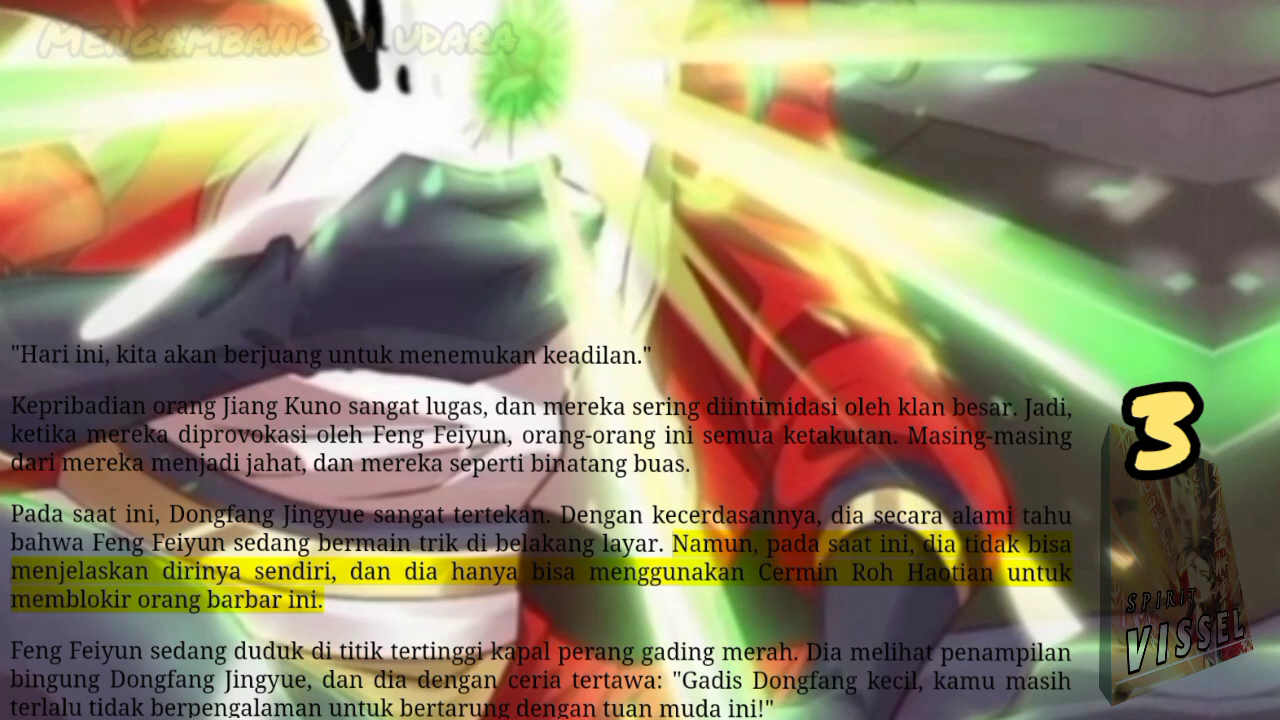 Mengambang Di udara
"Hari ini, kita akan berjuang untuk menemukan keadilan."
Kepribadian orang Jiang Kuno sangat lugas, dan mereka sering diintimidasi oleh klan besar. Jadi,
ketika mereka diprovokasi oleh Feng Feiyun, orang-orang ini semua ketakutan. Masing-masing
dari mereka menjadi jahat, dan mereka seperti binatang buas.
Pada saat ini, Dongfang Jingyue sangat tertekan. Dengan kecerdasannya, dia secara alami tahu
bahwa Feng Feiyun sedang bermain trik di belakang layar. Namun, pada saat ini, dia tidak bisa
menjelaskan dirinya sendiri, dan dia hanya bisa menggunakan Cermin Roh Haotian untuk
memblokir orang barbar ini.
Feng Feiyun sedang duduk di titik tertinggi kapal perang gading merah. Dia melihat penampilan
bingung Dongfang Jingyue, dan dia dengan ceria tertawa: "Gadis Dongfang kecil, kamu masih
terlalu tidak berpengalaman untuk bertarung dengan tuan muda ini!"
3
SPIRIT
VISSEL